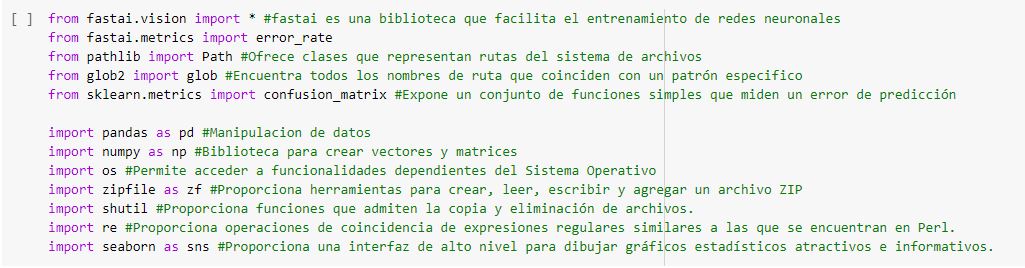 [ ] from fastai.vision import * #fastai es una biblioteca que facilita el entrenamiento de redes neuronales
from fastai.metrics import error_rate
from pathlib import Path #Ofrece clases que representan rutas del sistema de archivos
from glob2 import glob #Encuentra todos los nombres de ruta que coinciden con un patrón especifico
from sklearn.metrics import confusion_matrix #Expone un conjunto de funciones simples que miden un error de predicción
import pandas as pd #Manipulacion de datos
import numpy as np #Biblioteca para crear vectores y matrices
import os #Permite acceder a funcionalidades dependientes del Sistema Operativo
import zipfile as zf #Proporciona herramientas para crear, leer, escribir y agregar un archivo ZIP
import shutil #Proporciona funciones que admiten la copia y eliminación de archivos.
import re #Proporciona operaciones de coincidencia de expresiones regulares similares a las que se encuentran en Perl.
import seaborn as sns #Proporciona una interfaz de alto nivel para dibujar gráficos estadísticos atractivos e informativos.